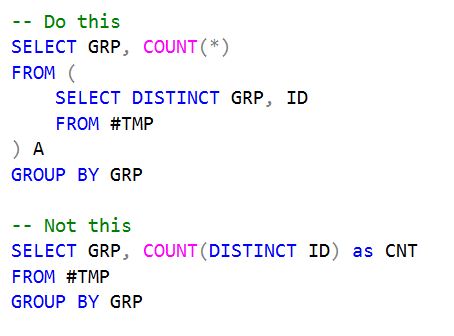 -- Do this
SELECT GRP, COUNT(*)
FROM (
    SELECT DISTINCT GRP, ID
    FROM #TMP
) A
GROUP BY GRP

-- Not this
SELECT GRP, COUNT(DISTINCT ID) as CNT
FROM #TMP
GROUP BY GRP